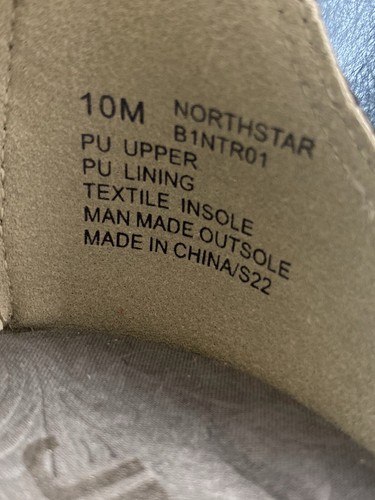 10M NORTHSTAR
B1NTR01
PU UPPER
PU LINING
TEXTILE INSOLE
MAN MADE OUTSOLE
MADE IN CHINA/S22